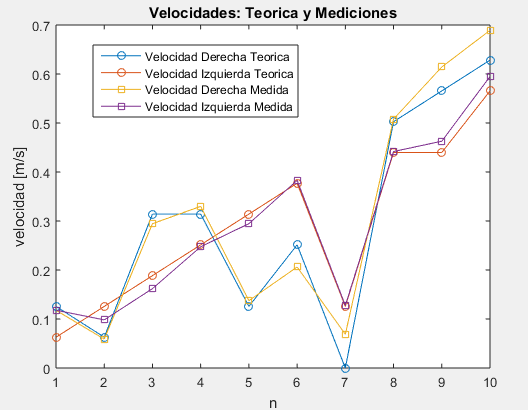 Velocidades: Teorica y Mediciones
0.7
0.6
0.5
0.4
0.3
0.2
0.1
0
velocidad [m/s]
Velocidad Derecha Teorica
Velocidad Izquierda Teorica
Velocidad Derecha Medida
Velocidad Izquierda Medida
1 2 3 4 5 6 7 8 9 10
n